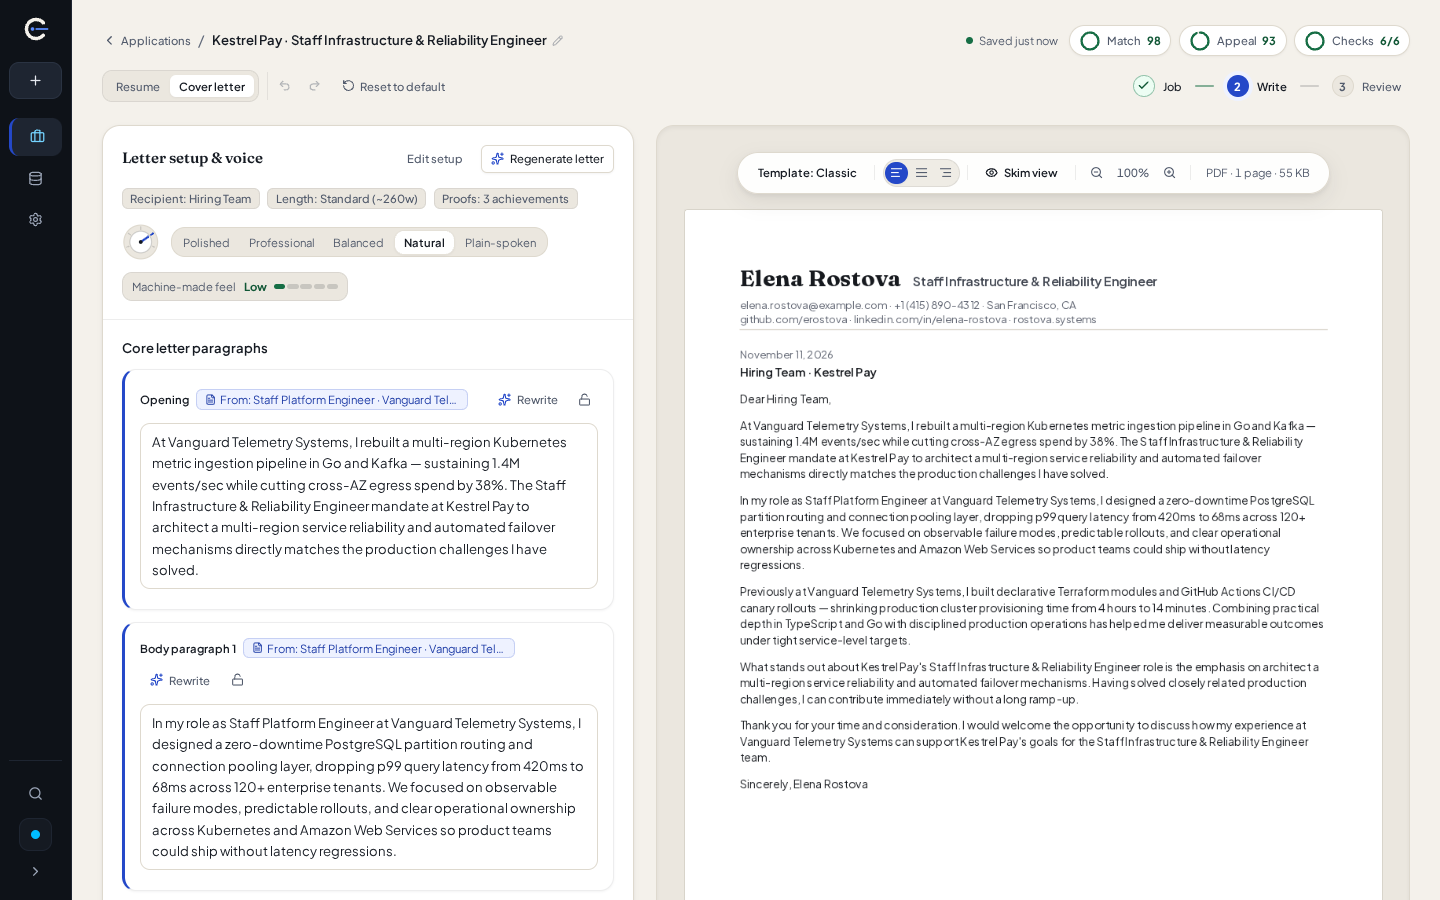 Applications / Kestrel Pay · Staff Infrastructure & Reliability Engineer
Saved just now
Match 98
Appeal 93
Checks 6/6
Resume
Cover letter
Reset to default
Job
2 Write
3 Review
Letter setup & voice
Edit setup
Regenerate letter
Recipient: Hiring Team
Length: Standard (~260w)
Proofs: 3 achievements
Polished
Professional
Balanced
Natural
Plain-spoken
Machine-made feel Low
Core letter paragraphs
Opening
From: Staff Platform Engineer · Vanguard Tel...
Rewrite
At Vanguard Telemetry Systems, I rebuilt a multi-region Kubernetes
metric ingestion pipeline in Go and Kafka — sustaining 1.4M
events/sec while cutting cross-AZ egress spend by 38%. The Staff
Infrastructure & Reliability Engineer mandate at Kestrel Pay to
architect a multi-region service reliability and automated failover
mechanisms directly matches the production challenges I have
solved.
Body paragraph 1
From: Staff Platform Engineer · Vanguard Tel...
Rewrite
In my role as Staff Platform Engineer at Vanguard Telemetry Systems, I
designed a zero-downtime PostgreSQL partition routing and
connection pooling layer, dropping p99 query latency from 420ms to
68ms across 120+ enterprise tenants. We focused on observable
failure modes, predictable rollouts, and clear operational ownership
across Kubernetes and Amazon Web Services so product teams
could ship without latency regressions.
Template: Classic
Skim view
100%
PDF · 1 page · 55 KB
Elena Rostova Staff Infrastructure & Reliability Engineer
elena.rostova@example.com · +1 (415) 890-4312 · San Francisco, CA
github.com/erostova · linkedin.com/in/elena-rostova · rostova.systems
November 11, 2026
Hiring Team · Kestrel Pay
Dear Hiring Team,
At Vanguard Telemetry Systems, I rebuilt a multi-region Kubernetes metric ingestion pipeline in Go and Kafka —
sustaining 1.4M events/sec while cutting cross-AZ egress spend by 38%. The Staff Infrastructure & Reliability
Engineer mandate at Kestrel Pay to architect a multi-region service reliability and automated failover
mechanisms directly matches the production challenges I have solved.
In my role as Staff Platform Engineer at Vanguard Telemetry Systems, I designed a zero-downtime PostgreSQL
partition routing and connection pooling layer, dropping p99 query latency from 420ms to 68ms across 120+
enterprise tenants. We focused on observable failure modes, predictable rollouts, and clear operational
ownership across Kubernetes and Amazon Web Services so product teams could ship without latency
regressions.
Previously at Vanguard Telemetry Systems, I built declarative Terraform modules and GitHub Actions CI/CD
canary rollouts — shrinking production cluster provisioning time from 4 hours to 14 minutes. Combining practical
depth in TypeScript and Go with disciplined production operations has helped me deliver measurable outcomes
under tight service-level targets.
What stands out about Kestrel Pay's Staff Infrastructure & Reliability Engineer role is the emphasis on architect a
multi-region service reliability and automated failover mechanisms. Having solved closely related production
challenges, I can contribute immediately without a long ramp-up.
Thank you for your time and consideration. I would welcome the opportunity to discuss how my experience at
Vanguard Telemetry Systems can support Kestrel Pay's goals for the Staff Infrastructure & Reliability Engineer
team.
Sincerely, Elena Rostova